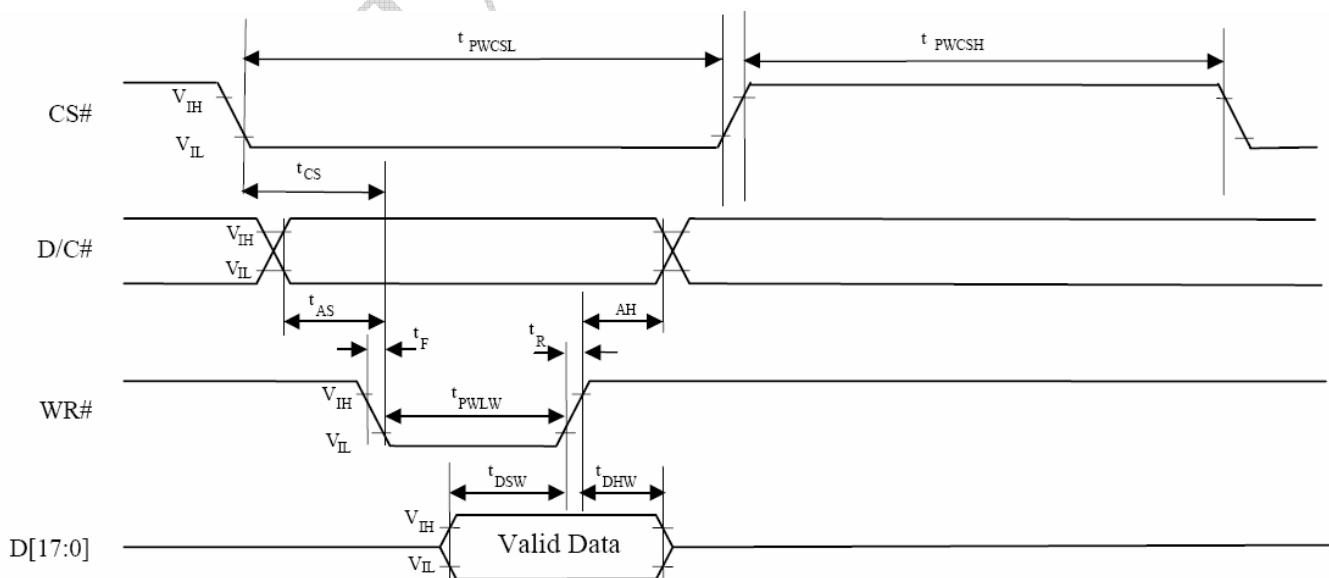 t PWCSL
t PWCSH
CS#
VIH
VIL
tCS
D/C#
VIH
VIL
tAS
AH
tF
tR
WR#
VIH
VIL
tPWLW
tDSW
tDHW
D[17:0]
VIH
VIL
Valid Data